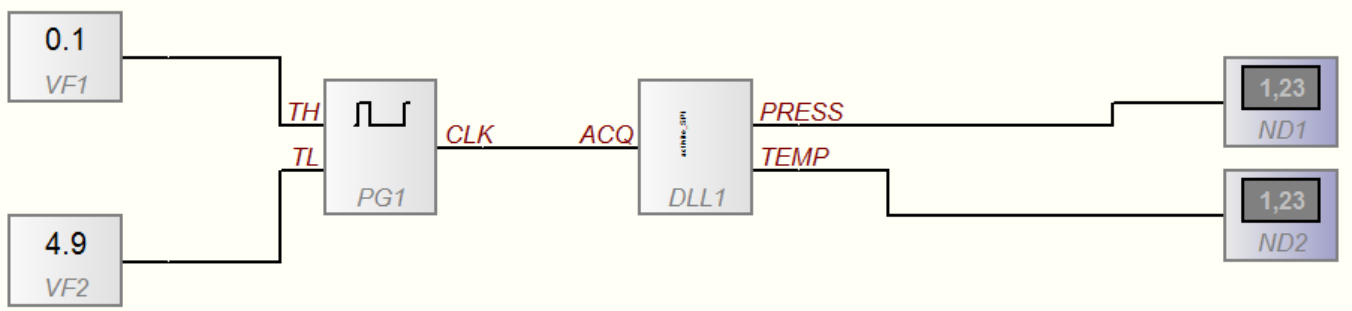 0.1
VF1
TH
TL
4.9
VF2
PG1
CLK
ACQ
activite_SPI
DLL1
PRESS
TEMP
1,23
ND1
1,23
ND2